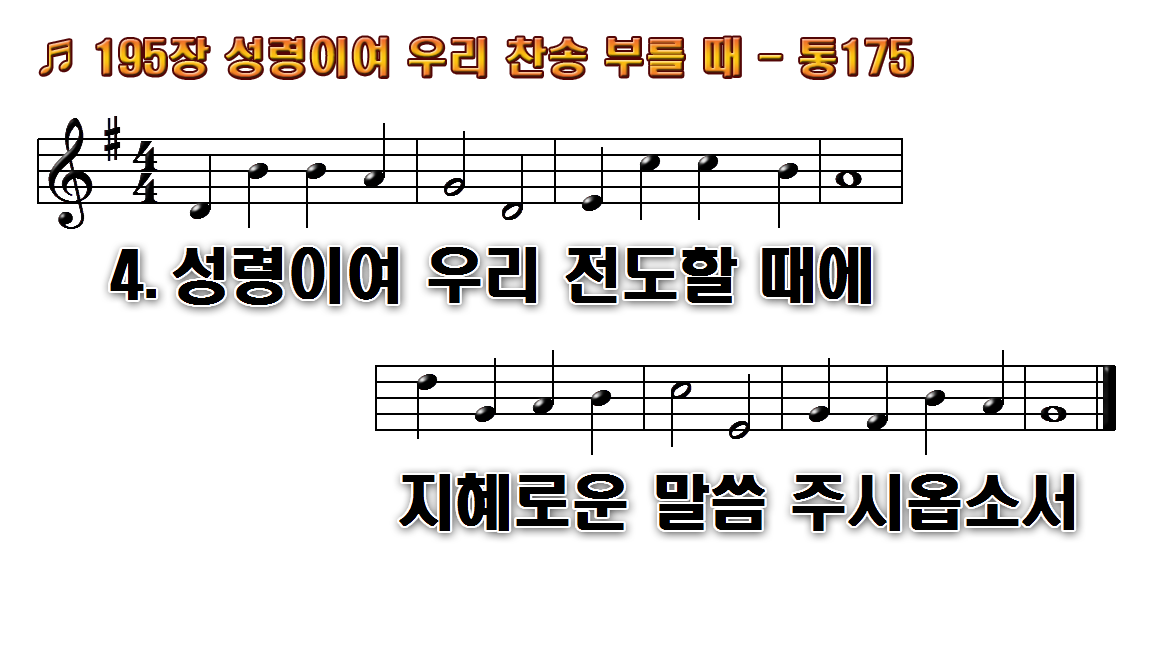 ♬ 195장 성령이여 우리 찬송 부를 때 - 통175
4. 성령이여 우리 전도할 때에
지혜로운 말씀 주시옵소서